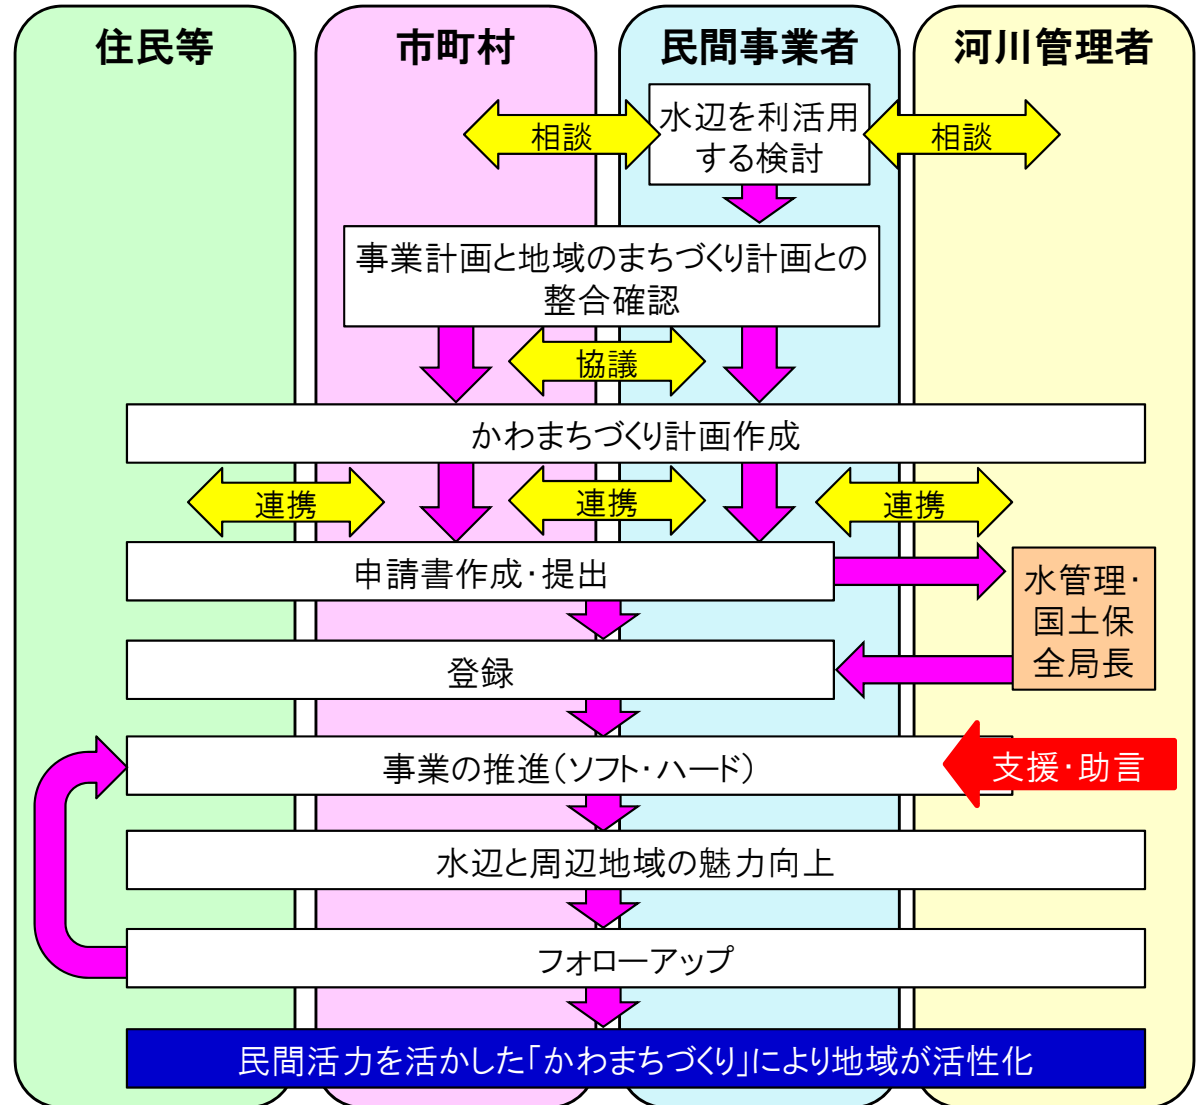 住民等
市町村
民間事業者
河川管理者
相談
水辺を利活用
する検討
相談
事業計画と地域のまちづくり計画との
整合確認
協議
かわまちづくり計画作成
連携
連携
連携
申請書作成・提出
水管理・
国土保
全局長
登録
事業の推進（ソフト・ハード）
支援・助言
水辺と周辺地域の魅力向上
フォローアップ
民間活力を活かした「かわまちづくり」により地域が活性化